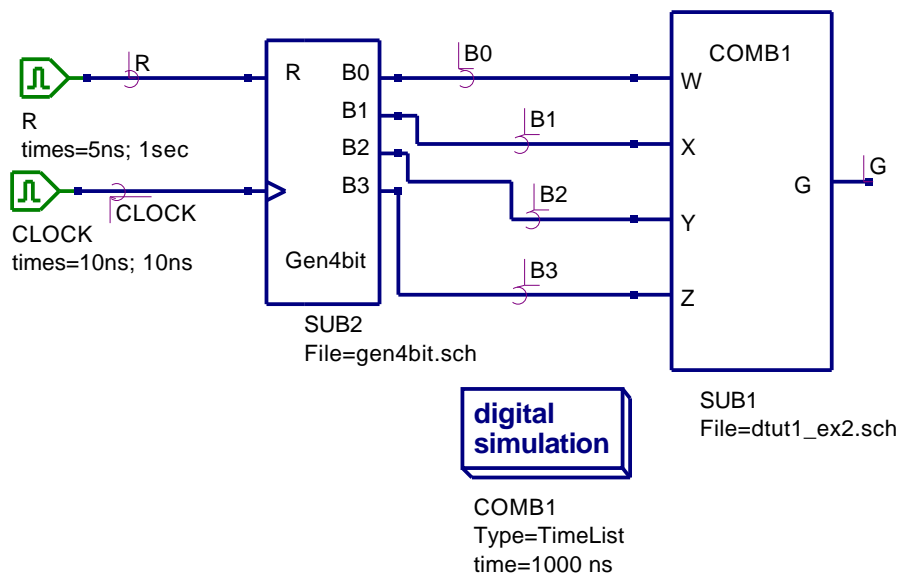 R
R
times=5ns; 1sec
CLOCK
CLOCK
times=10ns; 10ns
R
B0
B1
B2
B3
Gen4bit
SUB2
File=gen4bit.sch
B0
B1
B2
B3
COMB1
W
X
Y
Z
G
G
SUB1
File=dtut1_ex2.sch
digital
simulation
COMB1
Type=TimeList
time=1000 ns